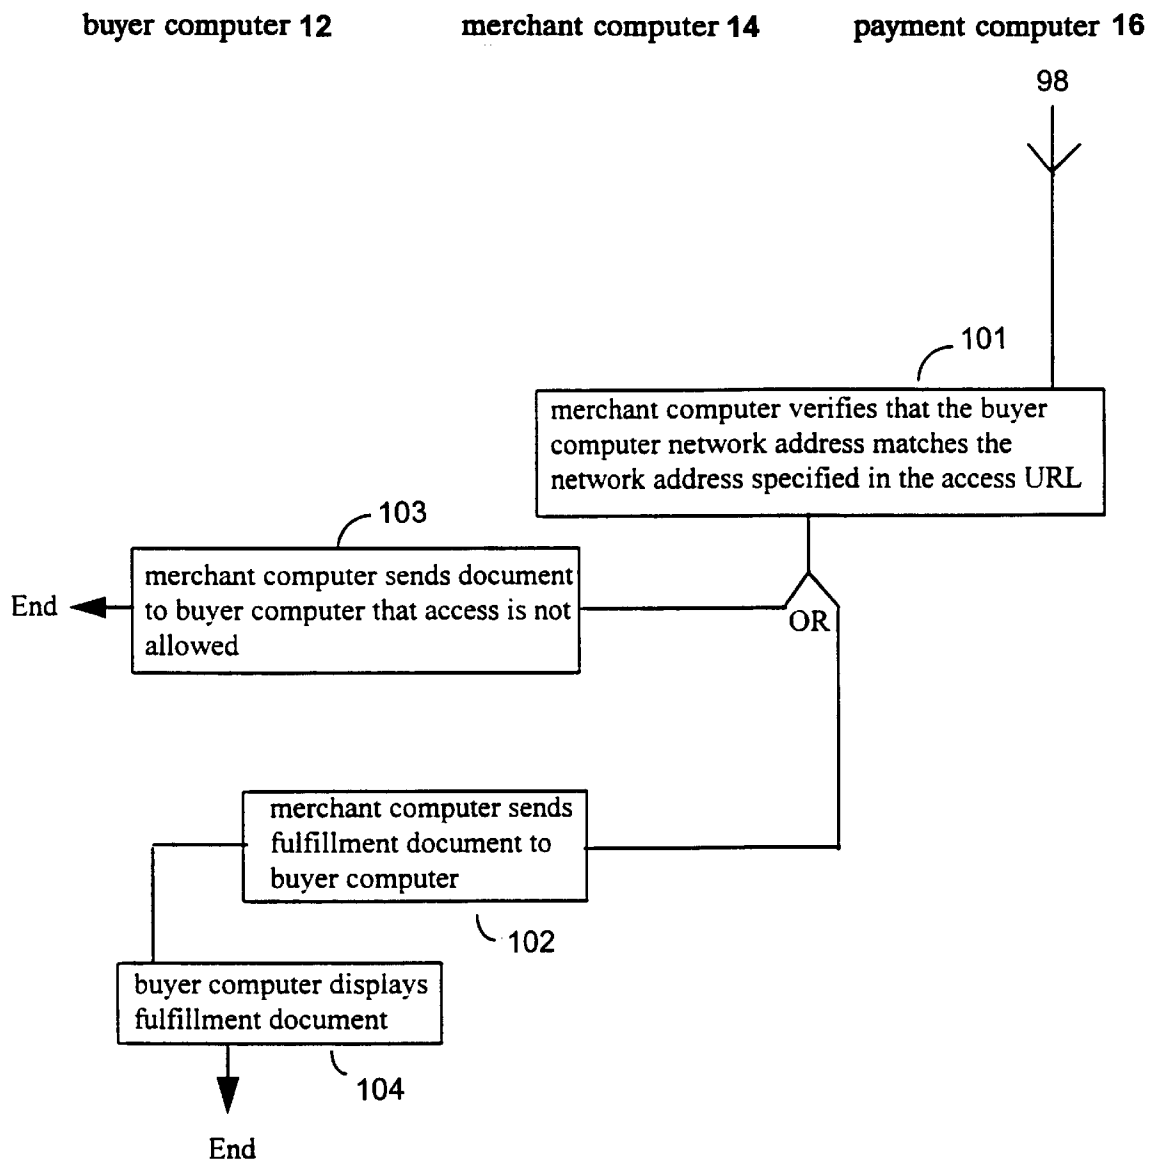 buyer computer 12 merchant computer 14 payment computer 16
98
101
merchant computer verifies that the buyer
computer network address matches the
network address specified in the access URL
103
merchant computer sends document
to buyer computer that access is not
allowed
End
OR
merchant computer sends
fulfillment document to
buyer computer
102
buyer computer displays
fulfillment document
104
End